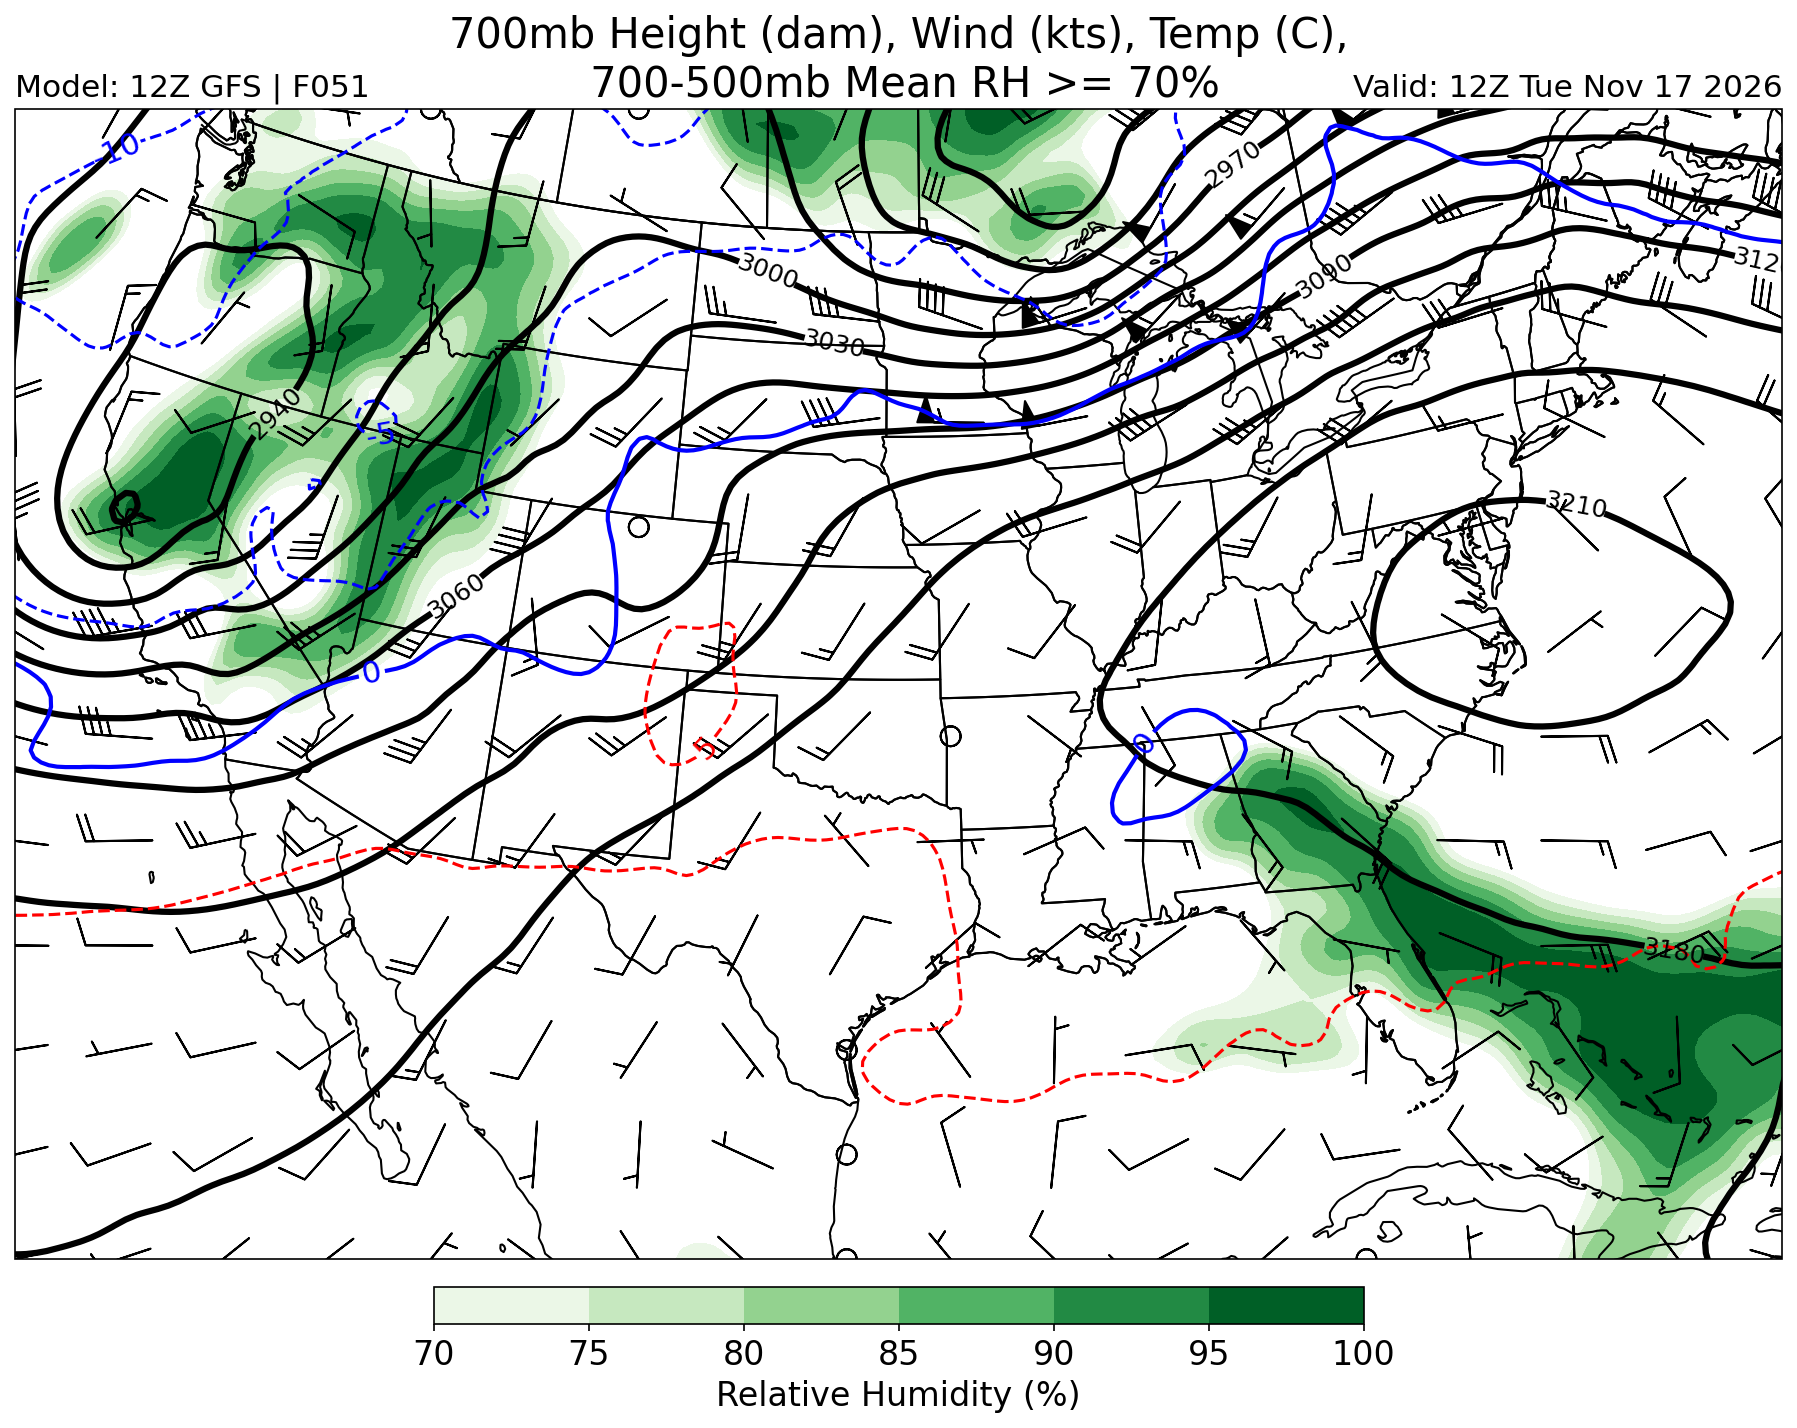 700mb Height (dam), Wind (kts), Temp (C),
700-500mb Mean RH >= 70%
Model: 12Z GFS | F051
Valid: 12Z Tue Nov 17 2026
-10
2970
3000
3090
312
3030
2940
-5
-5
3210
3060
0
5
0
3180
70 75 80 85 90 95 100
Relative Humidity (%)